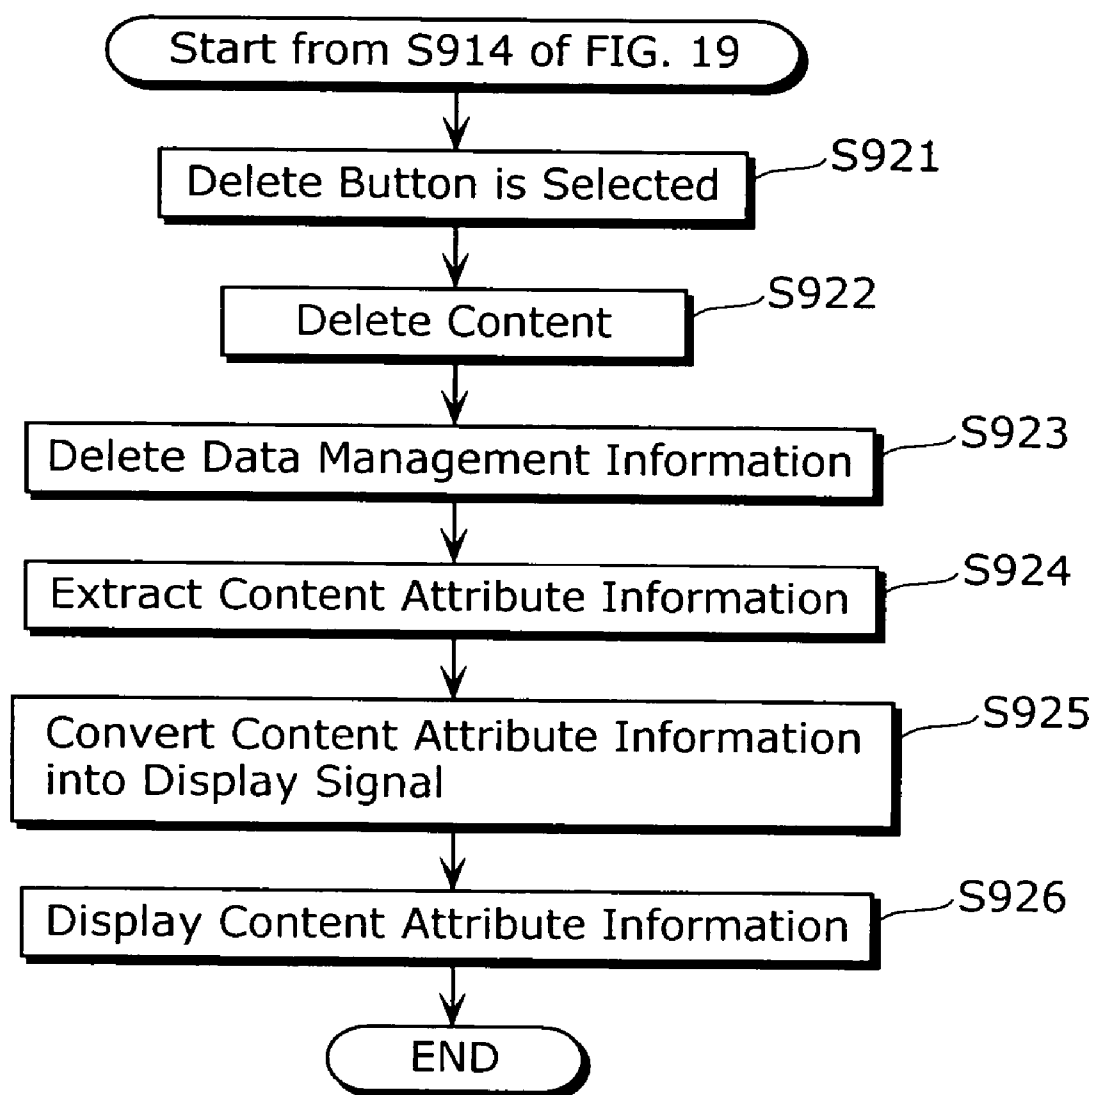 Start from S914 of FIG. 19
Delete Button is Selected
S921
Delete Content
S922
Delete Data Management Information
S923
Extract Content Attribute Information
S924
Convert Content Attribute Information
into Display Signal
S925
Display Content Attribute Information
S926
END